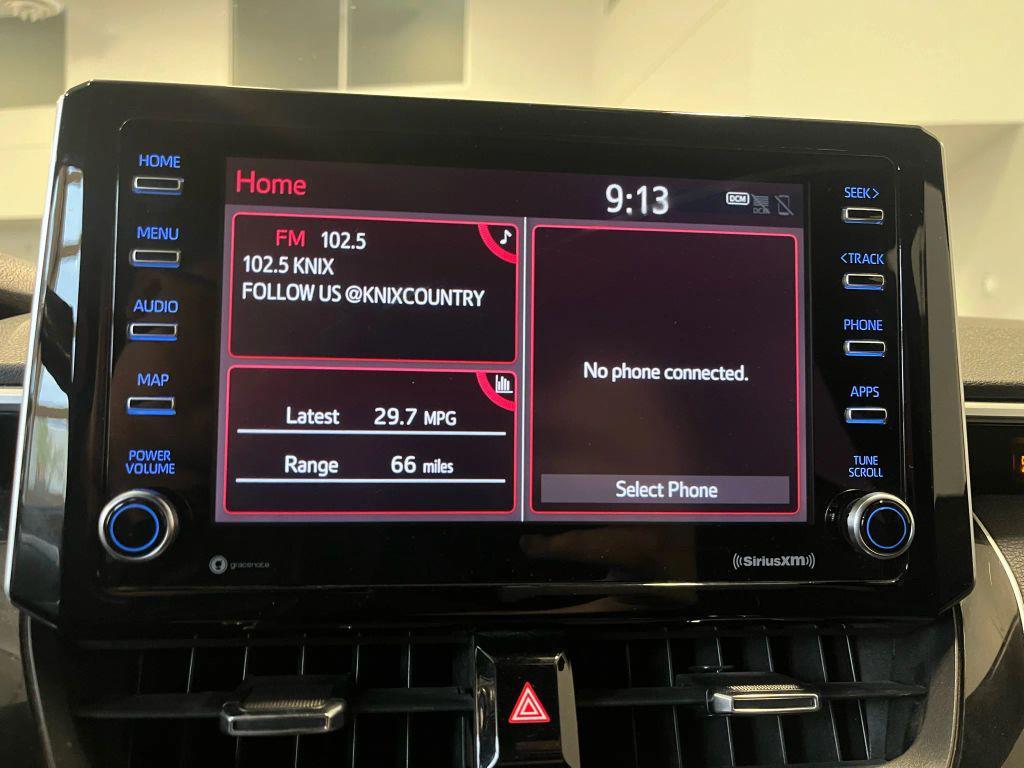 HOME
MENU
AUDIO
MAP
POWER
VOLUME
Home
9:13
DCM
FM 102.5
102.5 KNIX
FOLLOW US @KNIXCOUNTRY
Latest 29.7 MPG
Range 66 miles
No phone connected.
Select Phone
SEEK>
<TRACK
PHONE
APPS
TUNE
SCROLL
gracenote
((SiriusXM))